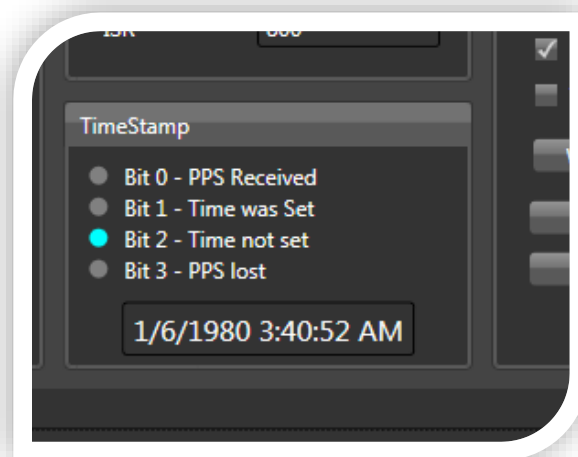 TimeStamp
Bit 0 - PPS Received
Bit 1 - Time was Set
Bit 2 - Time not set
Bit 3 - PPS lost
1/6/1980 3:40:52 AM